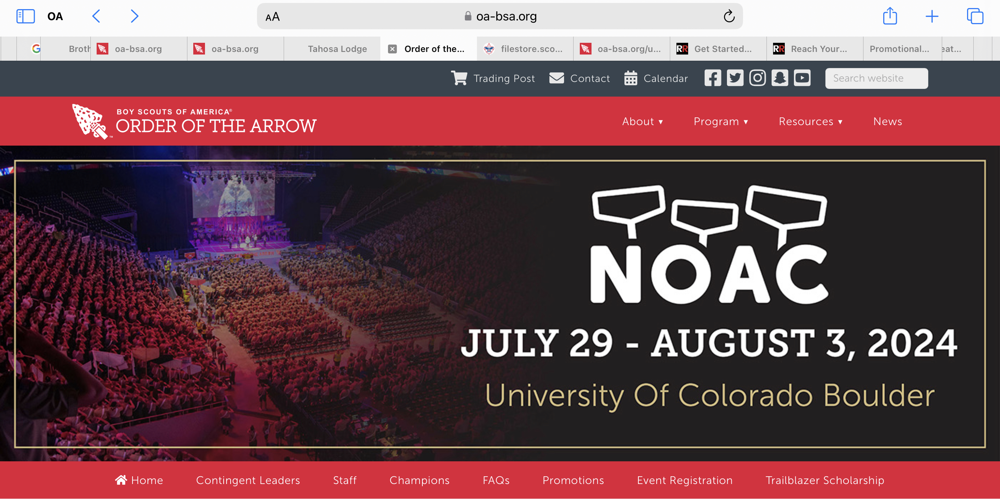 OA
AA
oa-bsa.org
Broth
oa-bsa.org
oa-bsa.org
Tahosa Lodge
Order of the...
filestore.sco...
oa-bsa.org/u...
RR Get Started...
RR Reach Your...
Promotional...
eat...
Trading Post
Contact
Calendar
Search website
BOY SCOUTS OF AMERICA®
ORDER OF THE ARROW™
About ▾
Program ▾
Resources ▾
News
NOAC
JULY 29 - AUGUST 3, 2024
University Of Colorado Boulder
Home
Contingent Leaders
Staff
Champions
FAQs
Promotions
Event Registration
Trailblazer Scholarship